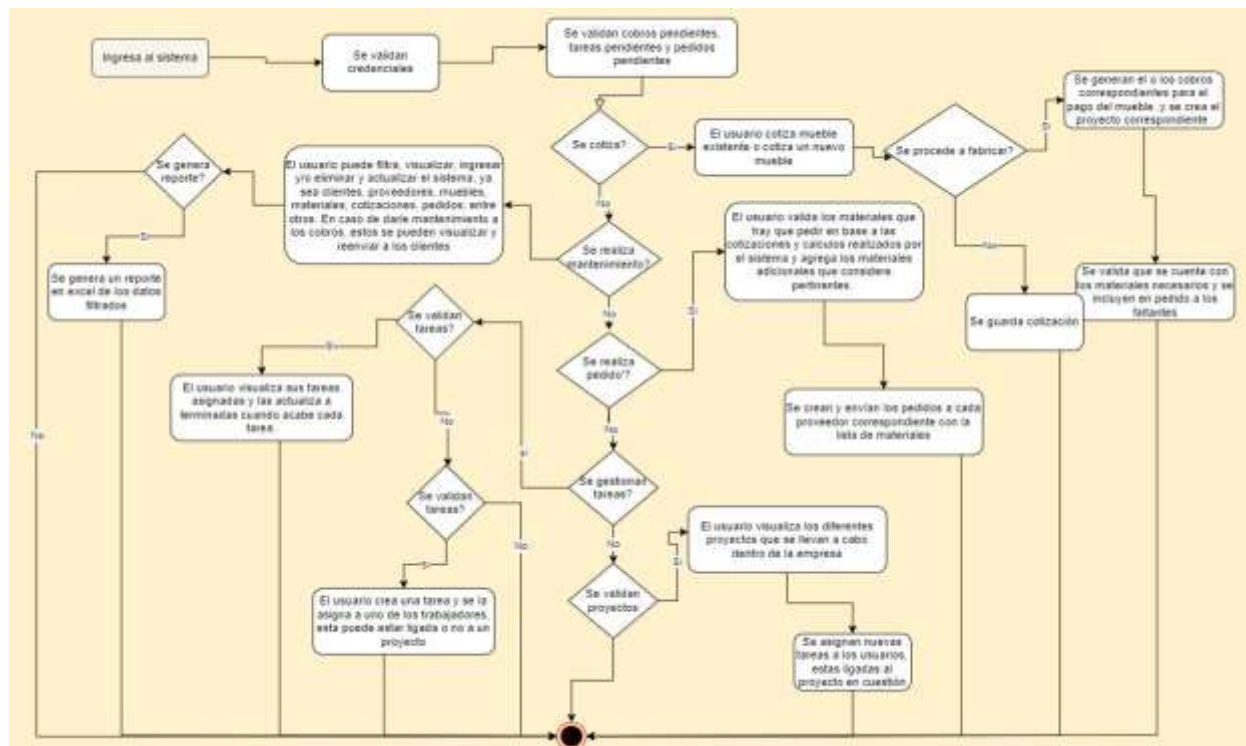 Ingresa al sistema
Se validan
credenciales
Se validan cobros pendientes,
tareas pendientes y pedidos
pendientes
Se cotiza?
Si
El usuario cotiza mueble
existente o cotiza un nuevo
mueble
Se procede a fabricar?
Si
Se generan el o los cobros
correspondientes para el
pago del mueble ,y se crea el
proyecto correspondiente
No
Se guarda cotización
Se valida que se cuente con
los materiales necesarios y se
incluyen en pedido a los
faltantes
No
Se realiza
mantenimiento?
Si
El usuario puede filtra, visualizar, ingresar
y/o eliminar y actualizar el sistema, ya
sea clientes, proveedores, muebles,
materiales, cotizaciones, pedidos, entre
otros. En caso de darle mantenimiento a
los cobros, estos se pueden visualizar y
reenvirar a los clientes
Se genera
reporte?
Si
Se genera un reporte
en excel de los datos
filtrados
No
No
Se realiza
pedido'?
Si
El usuario valida los materiales que
hay que pedir en base a las
cotizaciones y calculos realizados por
el sistema y agrega los materiales
adicionales que considere
pertinentes.
Se crean y envían los pedidos a cada
proveedor correspondiente con la
lista de materiales
No
Se gestionan
tareas?
si
Se validan
tareas?
Si
El usuario visualiza sus tareas
asignadas y las actualiza a
terminadas cuando acabe cada
tarea.
No
Se validan
tareas?
Si
El usuario crea una tarea y se la
asigna a uno de los trabajadores,
esta puede estar ligada o no a un
proyecto
No
No
Se validan
proyectos
Si
El usuario visualiza los diferentes
proyectos que se llevan a cabo
dentro de la empresa
Se asignan nuevas
tareas a los usuarios,
estas ligadas al
proyecto en cuestión